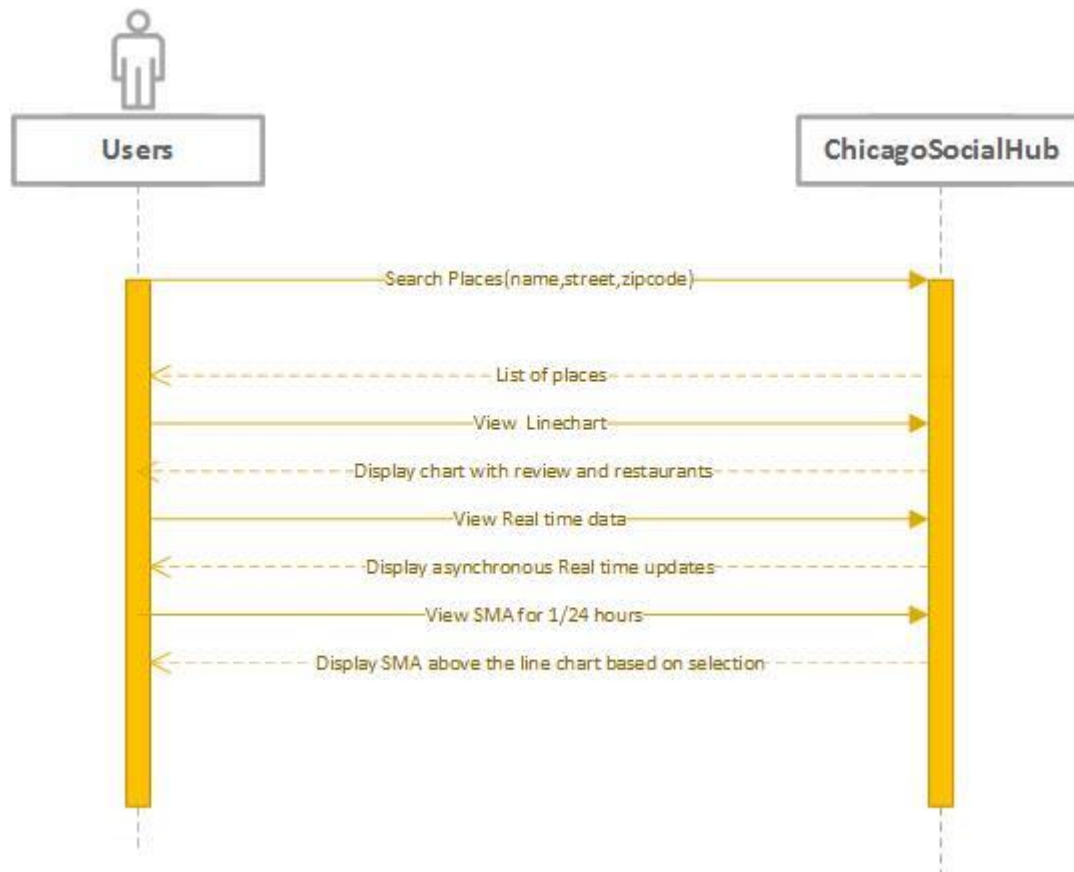 Users
ChicagoSocialHub
Search Places(name,street,zipcode)
List of places
View Linechart
Display chart with review and restaurants
View Real time data
Display asynchronous Real time updates
View SMA for 1/24 hours
Display SMA above the line chart based on selection